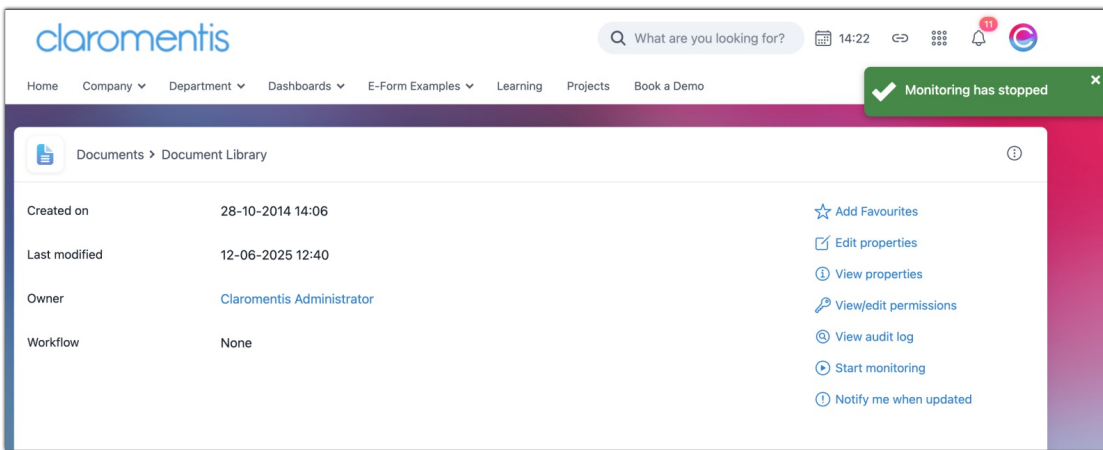 claromentis
What are you looking for?
14:22
11
Home Company Department Dashboards E-Form Examples Learning Projects Book a Demo
Monitoring has stopped
Documents > Document Library
Created on 28-10-2014 14:06
Last modified 12-06-2025 12:40
Owner Claromentis Administrator
Workflow None
Add Favourites
Edit properties
View properties
View/edit permissions
View audit log
Start monitoring
Notify me when updated